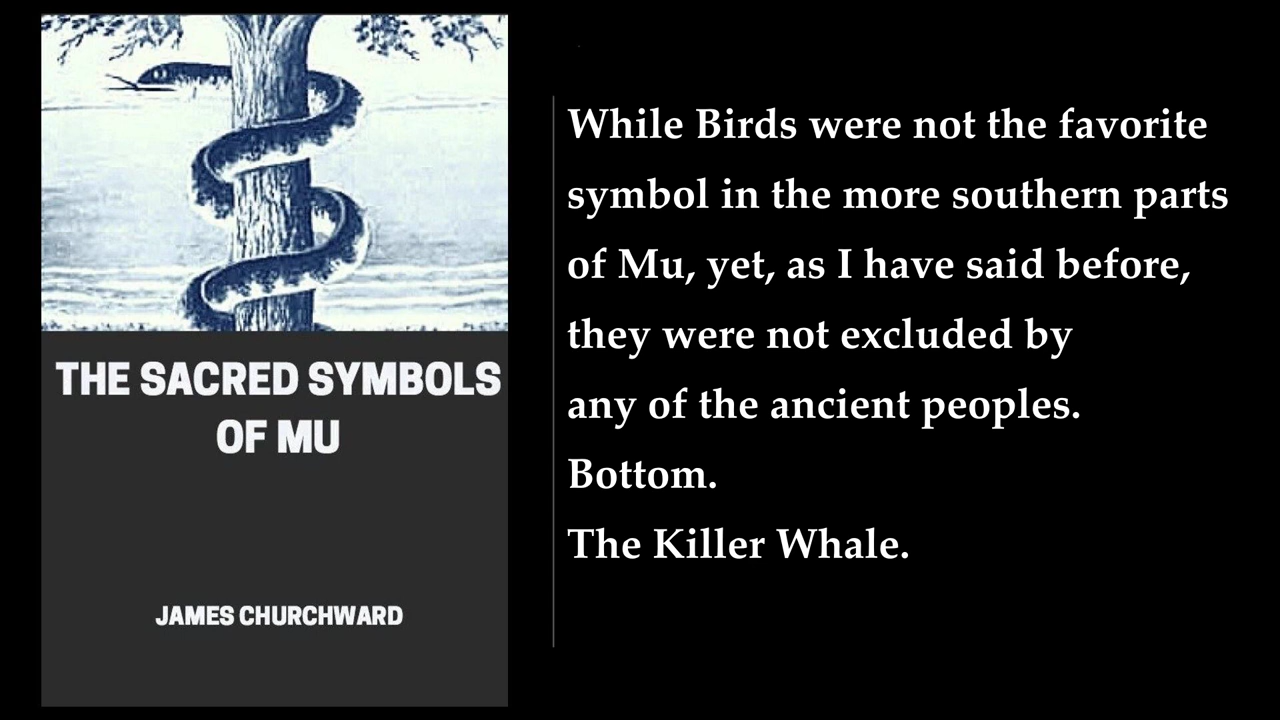 THE SACRED SYMBOLS
OF MU
JAMES CHURCHWARD
While Birds were not the favorite
symbol in the more southern parts
of Mu, yet, as I have said before,
they were not excluded by
any of the ancient peoples.
Bottom.
The Killer Whale.